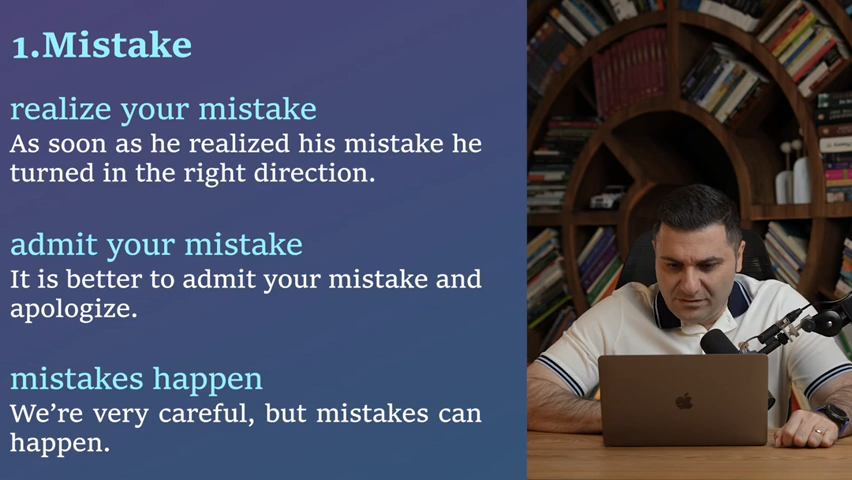 1.Mistake
realize your mistake
As soon as he realized his mistake he
turned in the right direction.
admit your mistake
It is better to admit your mistake and
apologize.
mistakes happen
We’re very careful, but mistakes can
happen.